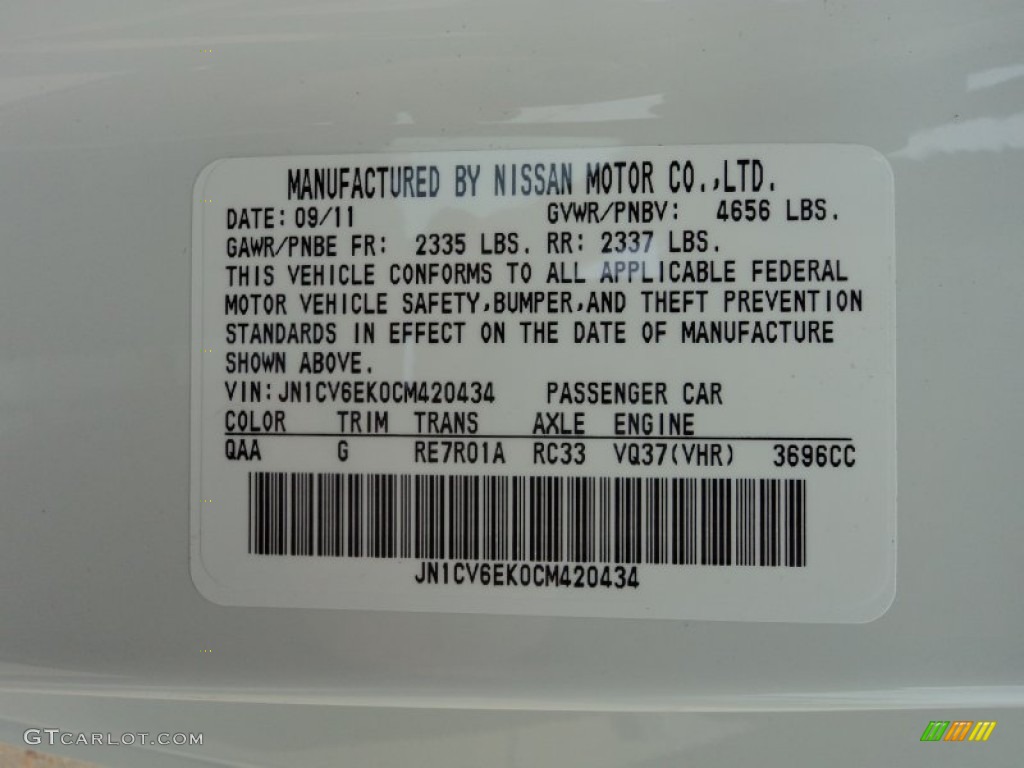 MANUFACTURED BY NISSAN MOTOR CO.,LTD.
DATE: 09/11 GVWR/PNBV: 4656 LBS.
GAWR/PNBE FR: 2335 LBS. RR: 2337 LBS.
THIS VEHICLE CONFORMS TO ALL APPLICABLE FEDERAL
MOTOR VEHICLE SAFETY,BUMPER,AND THEFT PREVENTION
STANDARDS IN EFFECT ON THE DATE OF MANUFACTURE
SHOWN ABOVE.
VIN:JN1CV6EK0CM420434 PASSENGER CAR
COLOR TRIM TRANS AXLE ENGINE
QAA G RE7R01A RC33 VQ37(VHR) 3696CC
JN1CV6EK0CM420434
GTCARLOT.COM